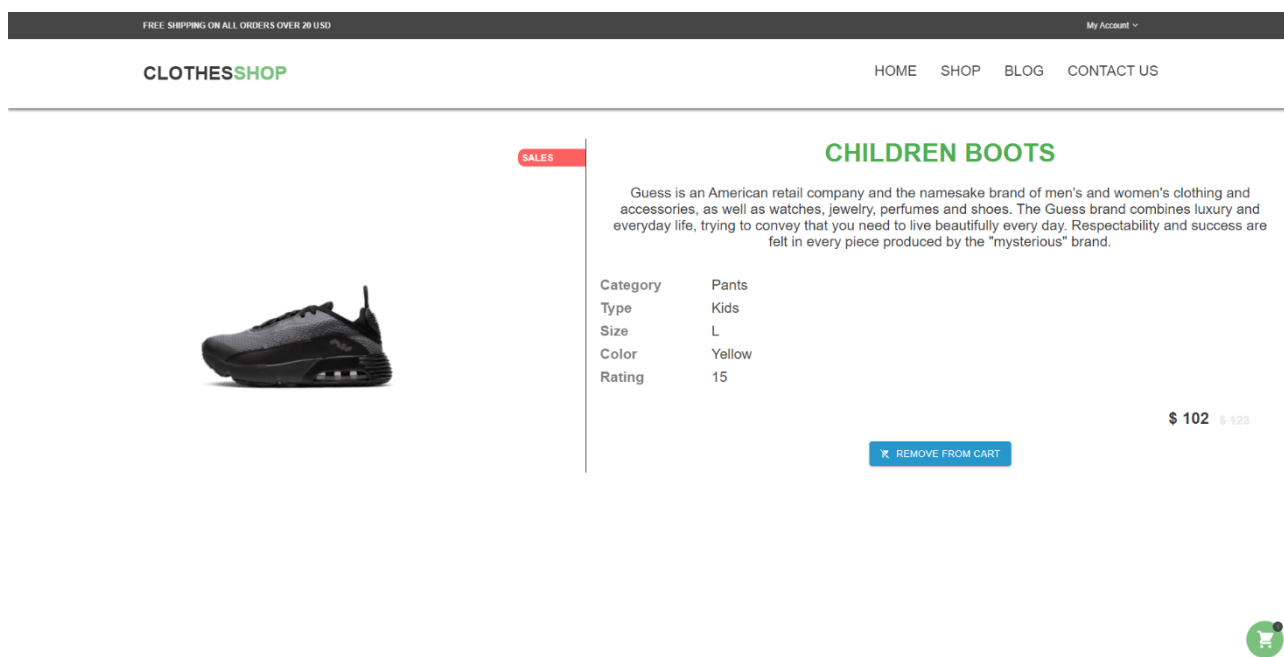 FREE SHIPPING ON ALL ORDERS OVER 20 USD
My Account
CLOTHESSHOP
HOME SHOP BLOG CONTACT US
SALES
CHILDREN BOOTS
Guess is an American retail company and the namesake brand of men's and women's clothing and
accessories, as well as watches, jewelry, perfumes and shoes. The Guess brand combines luxury and
everyday life, trying to convey that you need to live beautifully every day. Respectability and success are
felt in every piece produced by the "mysterious" brand.
Category Pants
Type Kids
Size L
Color Yellow
Rating 15
$ 102 $ 123
REMOVE FROM CART